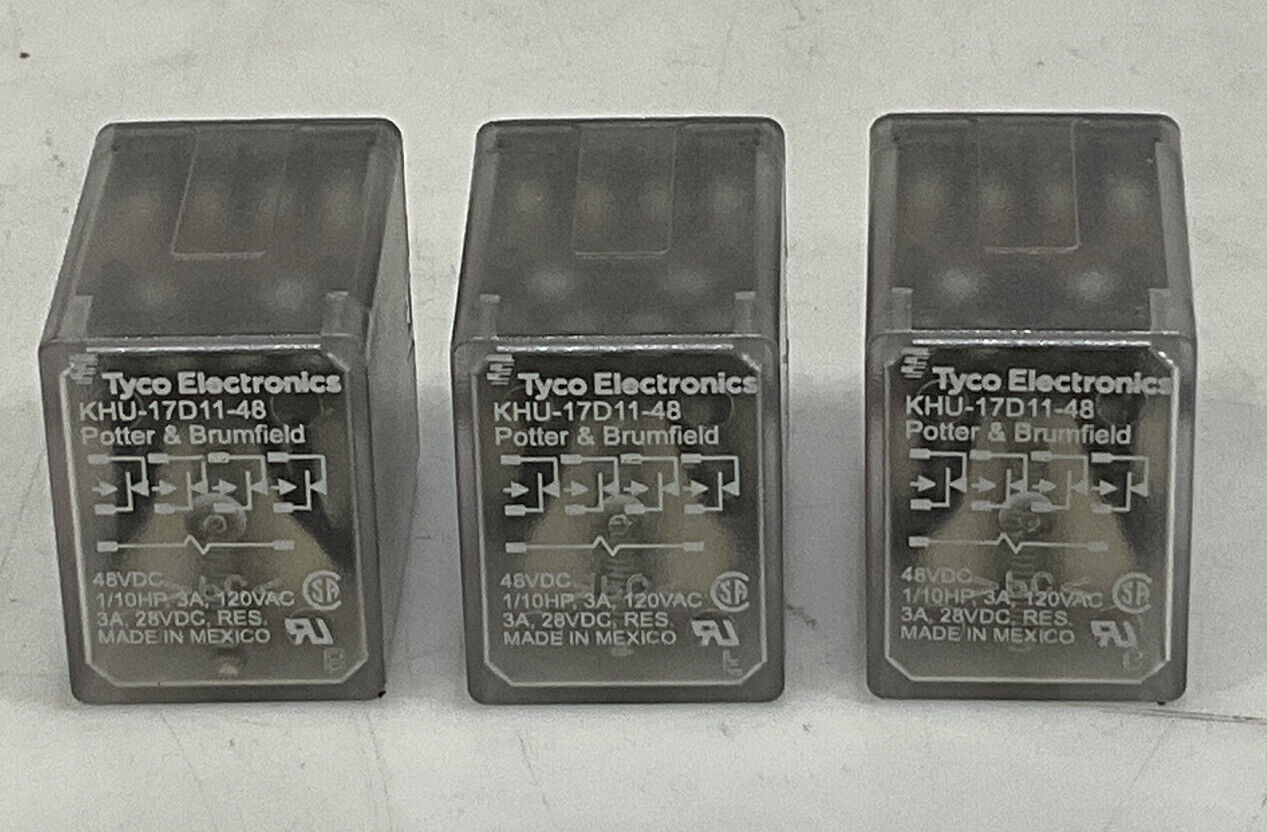 Tyco Electronics
KHU-17D11-48
Potter & Brumfield
48VDC
1/10HP, 3A, 120VAC
3A, 28VDC, RES.
MADE IN MEXICO
Tyco Electronics
KHU-17D11-48
Potter & Brumfield
48VDC
1/10HP, 3A, 120VAC
3A, 28VDC, RES.
MADE IN MEXICO
Tyco Electronics
KHU-17D11-48
Potter & Brumfield
48VDC
1/10HP, 3A, 120VAC
3A, 28VDC, RES.
MADE IN MEXICO